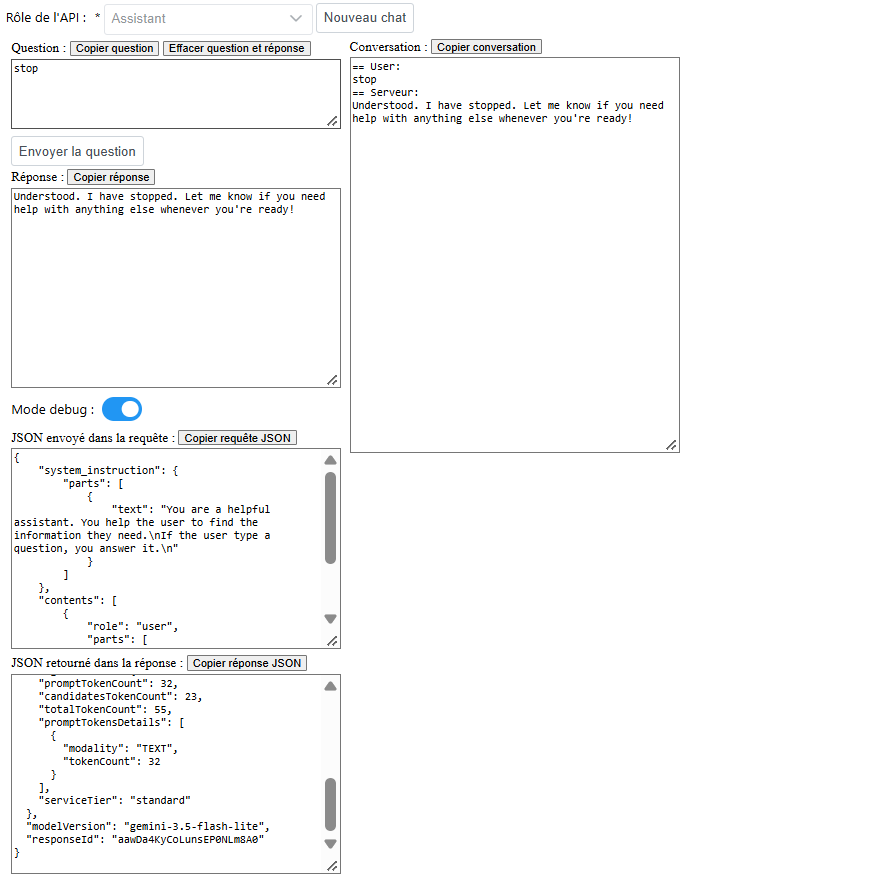 Rôle de l'API : * Assistant Nouveau chat
Question : Copier question Effacer question et réponse
stop
Envoyer la question
Réponse : Copier réponse
Understood. I have stopped. Let me know if you need
help with anything else whenever you're ready!
Mode debug :
JSON envoyé dans la requête : Copier requête JSON
{
    "system_instruction": {
        "parts": [
            {
                "text": "You are a helpful
assistant. You help the user to find the
information they need.\nIf the user type a
question, you answer it.\n"
            }
        ]
    },
    "contents": [
        {
            "role": "user",
            "parts": [
JSON retourné dans la réponse : Copier réponse JSON
    "promptTokenCount": 32,
    "candidatesTokenCount": 23,
    "totalTokenCount": 55,
    "promptTokensDetails": [
      {
        "modality": "TEXT",
        "tokenCount": 32
      }
    ],
    "serviceTier": "standard"
  },
  "modelVersion": "gemini-3.5-flash-lite",
  "responseId": "aawDa4KyCoLunsEP0NLm8A0"
}
Conversation : Copier conversation
== User:
stop
== Serveur:
Understood. I have stopped. Let me know if you need
help with anything else whenever you're ready!